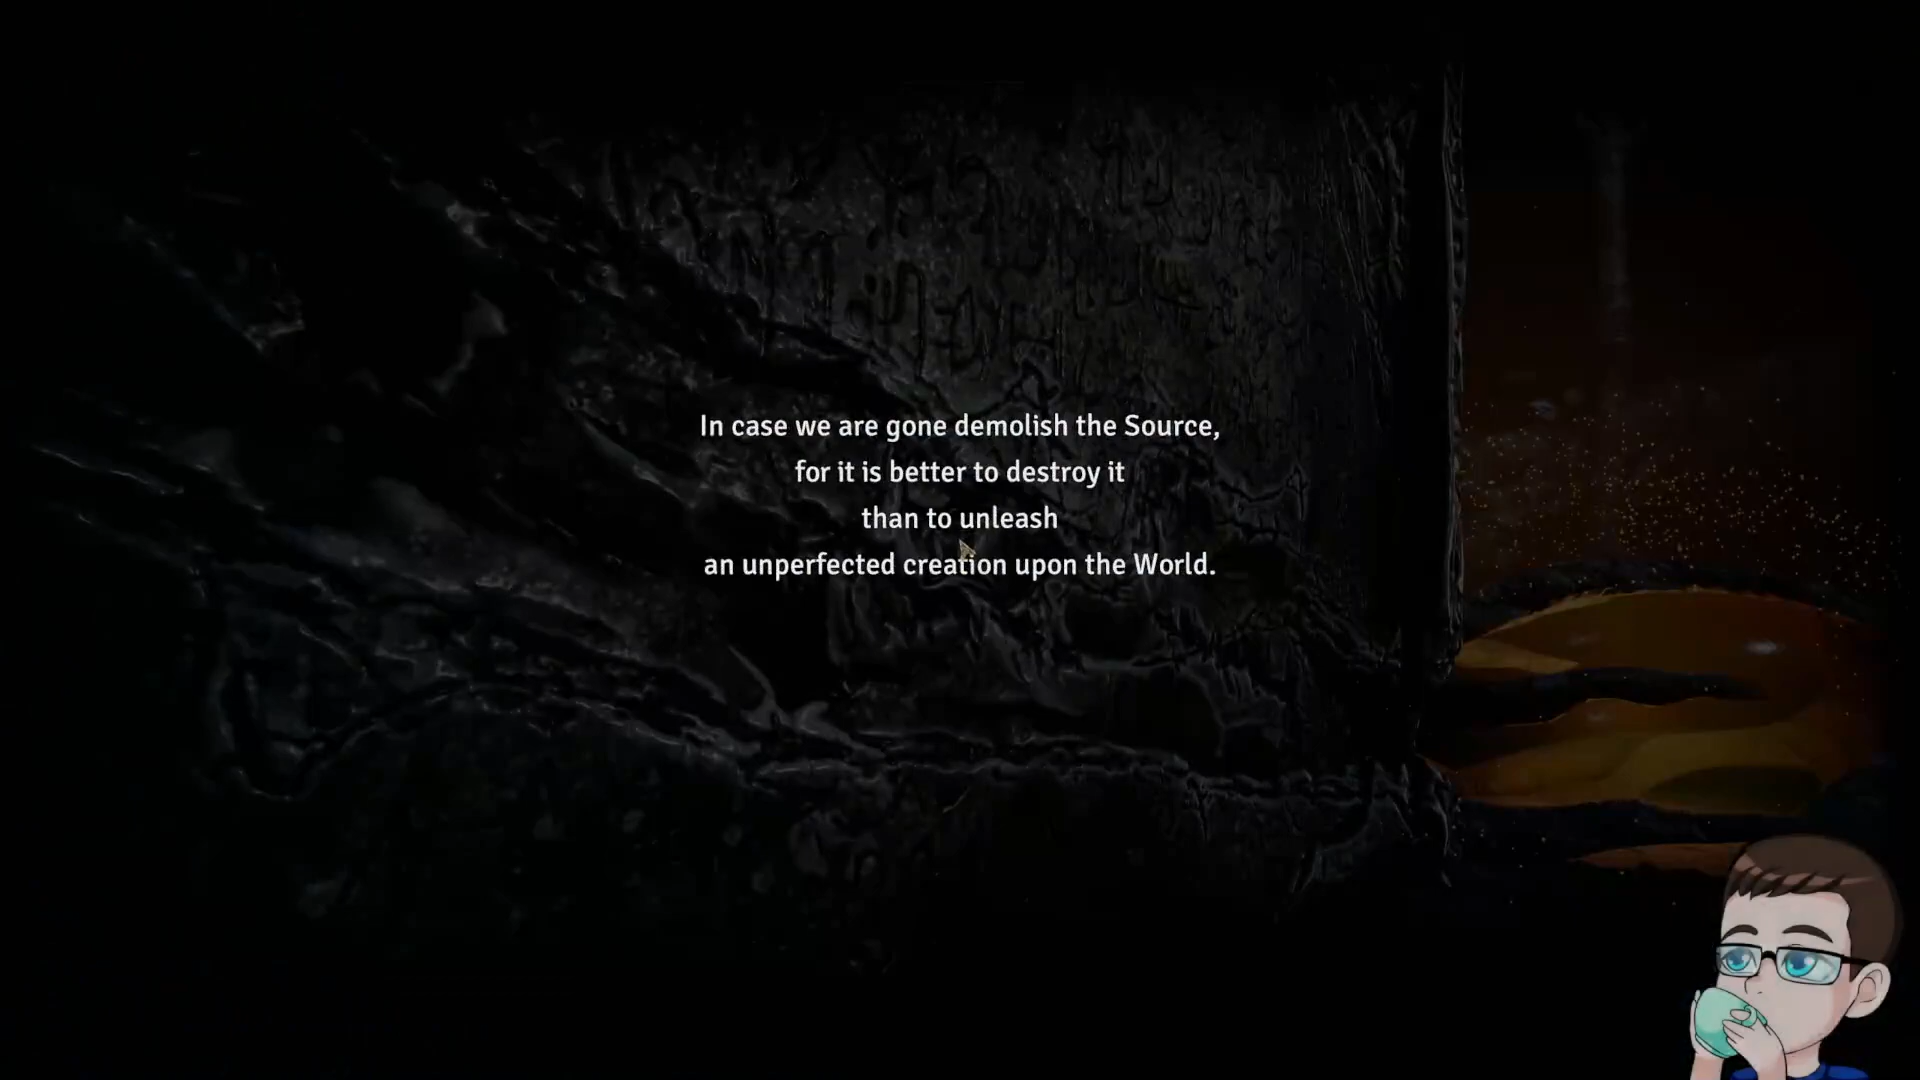 In case we are gone demolish the Source,
for it is better to destroy it
than to unleash
an unperfected creation upon the World.